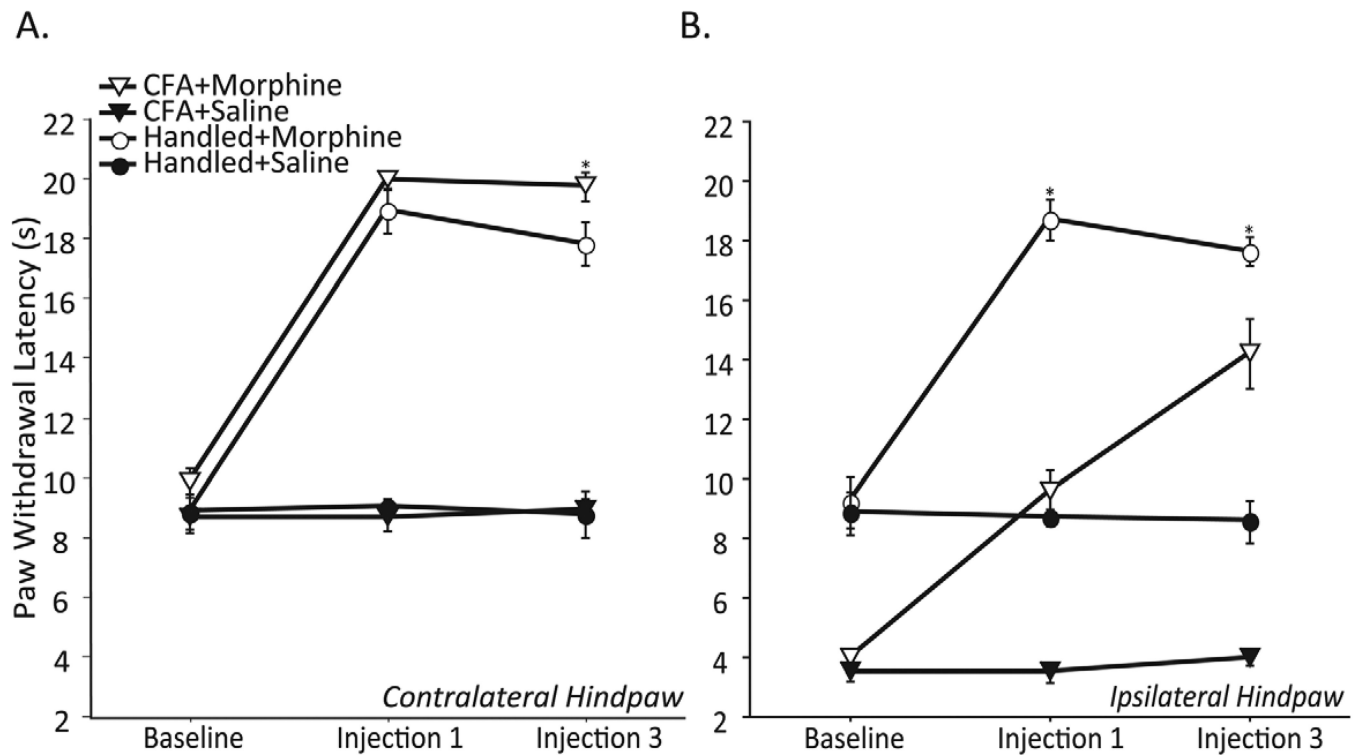 A.
CFA+Morphine
CFA+Saline
Handled+Morphine
Handled+Saline
Paw Withdrawal Latency (s)
22
20
18
16
14
12
10
8
6
4
2
*
Contralateral Hindpaw
Baseline
Injection 1
Injection 3
B.
22
20
18
16
14
12
10
8
6
4
2
*
*
Ipsilateral Hindpaw
Baseline
Injection 1
Injection 3